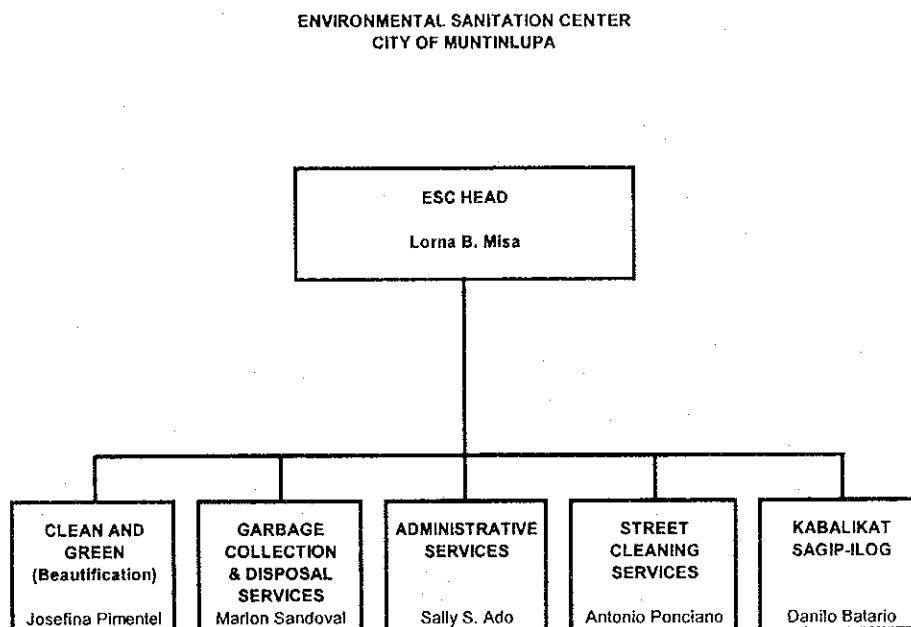 ENVIRONMENTAL SANITATION CENTER
CITY OF MUNTINLUPA
ESC HEAD
Lorna B. Misa
CLEAN AND
GREEN
(Beautification)
Josefina Pimentel
GARBAGE
COLLECTION
& DISPOSAL
SERVICES
Marlon Sandoval
ADMINISTRATIVE
SERVICES
Sally S. Ado
STREET
CLEANING
SERVICES
Antonio Ponciano
KABALIKAT
SAGIP-ILOG
Danilo Batario